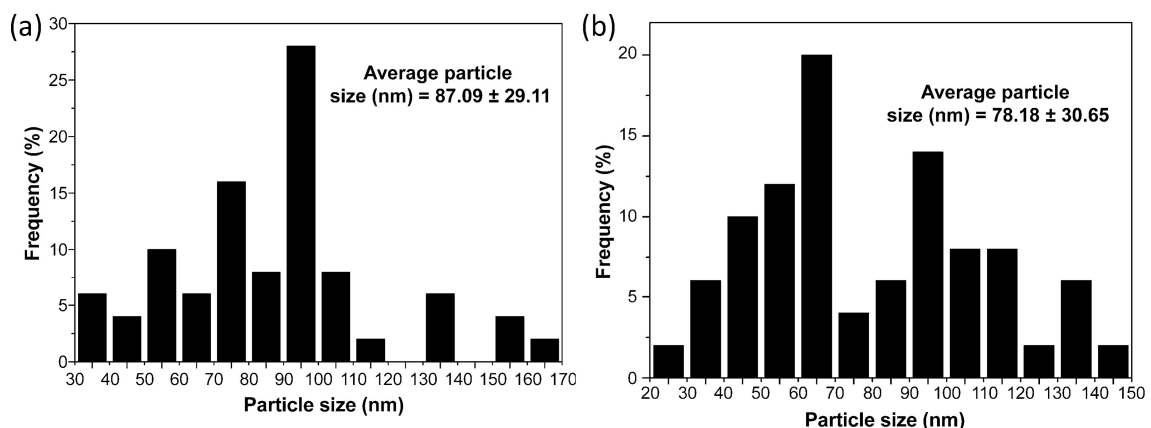 (a)
30
25
20
15
10
5
0
Frequency (%)
Average particle
size (nm) = 87.09 ± 29.11
30 40 50 60 70 80 90 100 110 120 130 140 150 160 170
Particle size (nm)
(b)
20
15
10
5
0
Frequency (%)
Average particle
size (nm) = 78.18 ± 30.65
20 30 40 50 60 70 80 90 100 110 120 130 140 150
Particle size (nm)